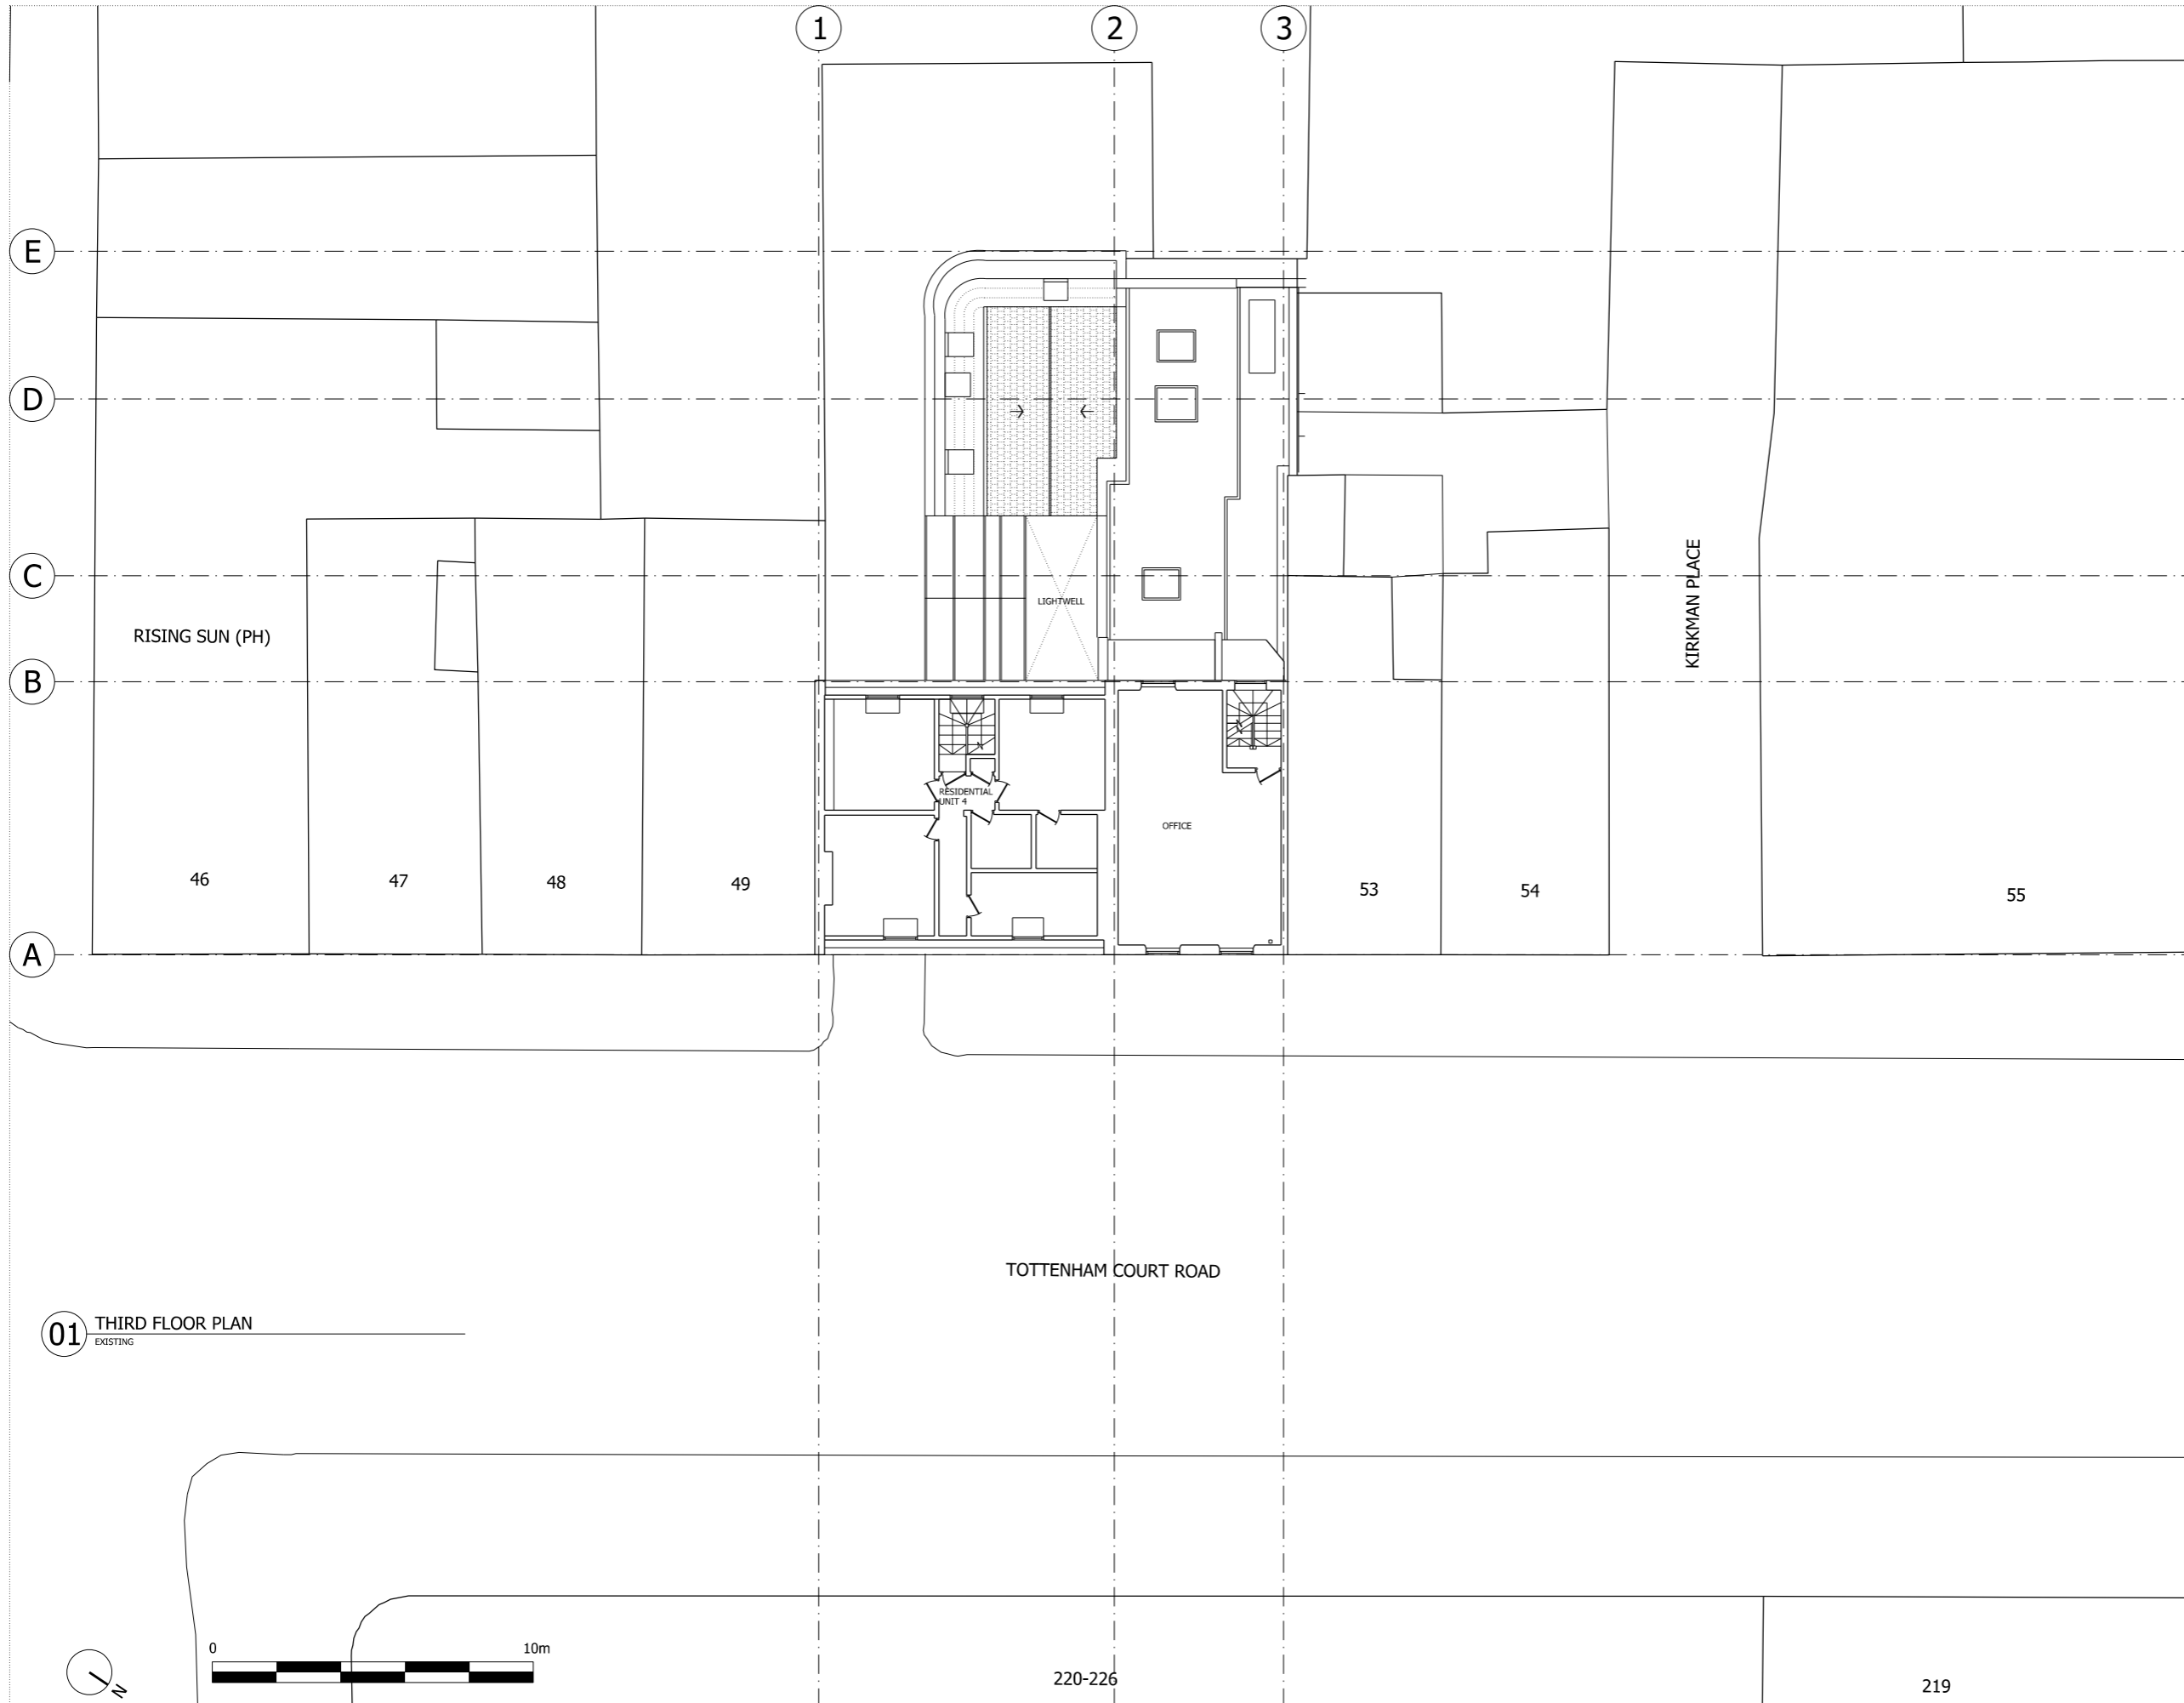 1
2
3
E
D
C
LIGHTWELL
KIRKMAN PLACE
RISING SUN (PH)
B
RESIDENTIAL
UNIT 4
OFFICE
46
47
48
49
53
54
55
A
TOTTENHAM COURT ROAD
01
THIRD FLOOR PLAN
EXISTING
0
10m
N
220-226
219